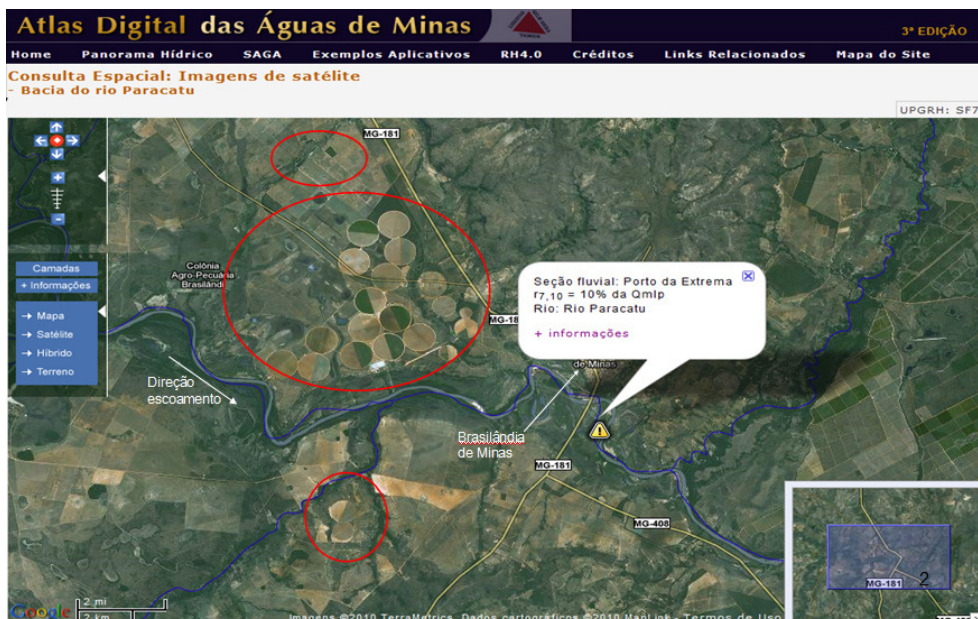 Atlas Digital das Águas de Minas
3ª EDIÇÃO
Home Panorama Hídrico SAGA Exemplos Aplicativos RH4.0 Créditos Links Relacionados Mapa do Site
Consulta Espacial: Imagens de satélite
- Bacia do rio Paracatu
UPGRH: SF7
MG-181
Colônia
Agro-Pecuária
Brasilândi
Camadas
+ Informações
→ Mapa
→ Satélite
→ Híbrido
→ Terreno
Seção fluvial: Porto da Extrema
r7,10 = 10% da Qmlp
Rio: Rio Paracatu
+ informações
MG-18
de Minas
Direção
escoamento
Brasilândia
de Minas
MG-181
MG-408
MG-181
2
Google
2 mi
2 km
Imagens ©2010 TerraMetrics, Dados cartográficos ©2010 MapLink - Termos de Uso